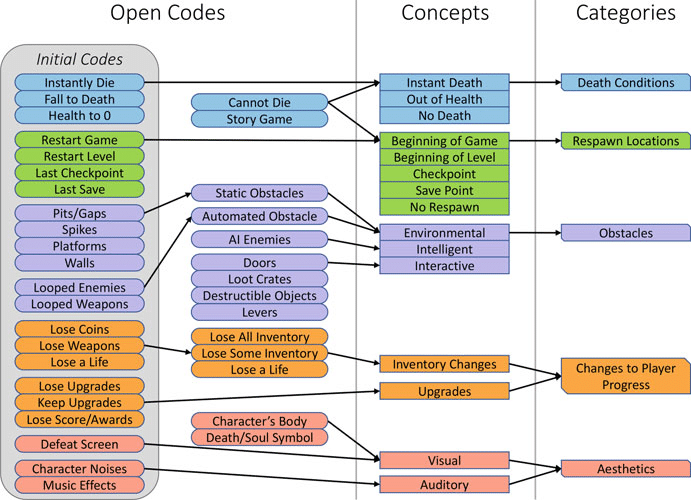 Open Codes
Concepts
Categories
Initial Codes
Instantly Die
Fall to Death
Health to 0
Cannot Die
Story Game
Instant Death
Out of Health
No Death
Death Conditions
Restart Game
Restart Level
Last Checkpoint
Last Save
Beginning of Game
Beginning of Level
Checkpoint
Save Point
No Respawn
Respawn Locations
Pits/Gaps
Spikes
Platforms
Walls
Looped Enemies
Looped Weapons
Static Obstacles
Automated Obstacle
AI Enemies
Doors
Loot Crates
Destructible Objects
Levers
Environmental
Intelligent
Interactive
Obstacles
Lose Coins
Lose Weapons
Lose a Life
Lose Upgrades
Keep Upgrades
Lose Score/Awards
Lose All Inventory
Lose Some Inventory
Lose a Life
Inventory Changes
Upgrades
Changes to Player
Progress
Defeat Screen
Character Noises
Music Effects
Character's Body
Death/Soul Symbol
Visual
Auditory
Aesthetics